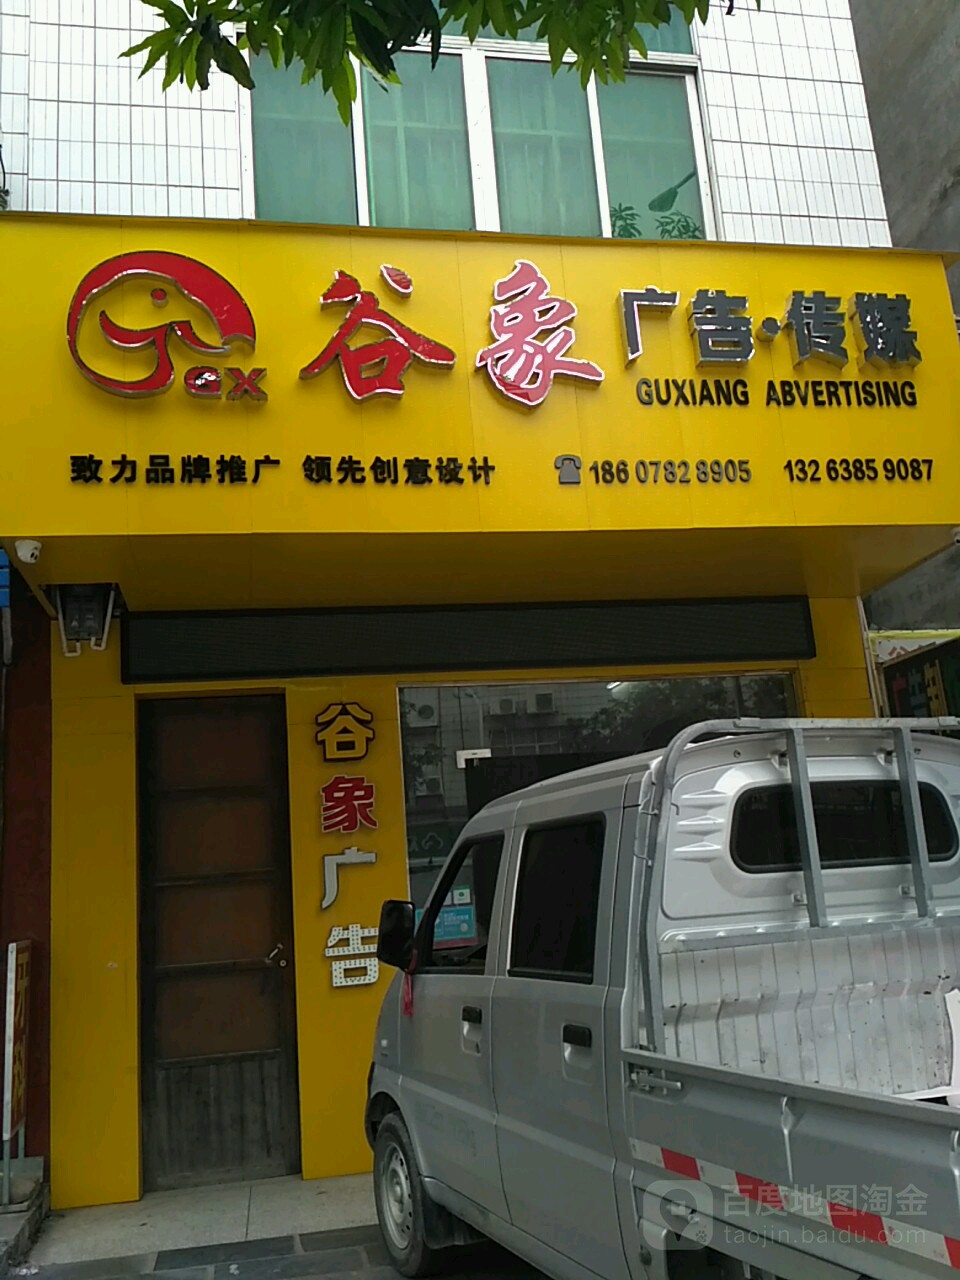 GX
谷象广告·传媒
GUXIANG ABVERTISING
致力品牌推广 领先创意设计
186 0782 8905 132 6385 9087
谷
象
广
告
百度地图淘金
taojin.baidu.com